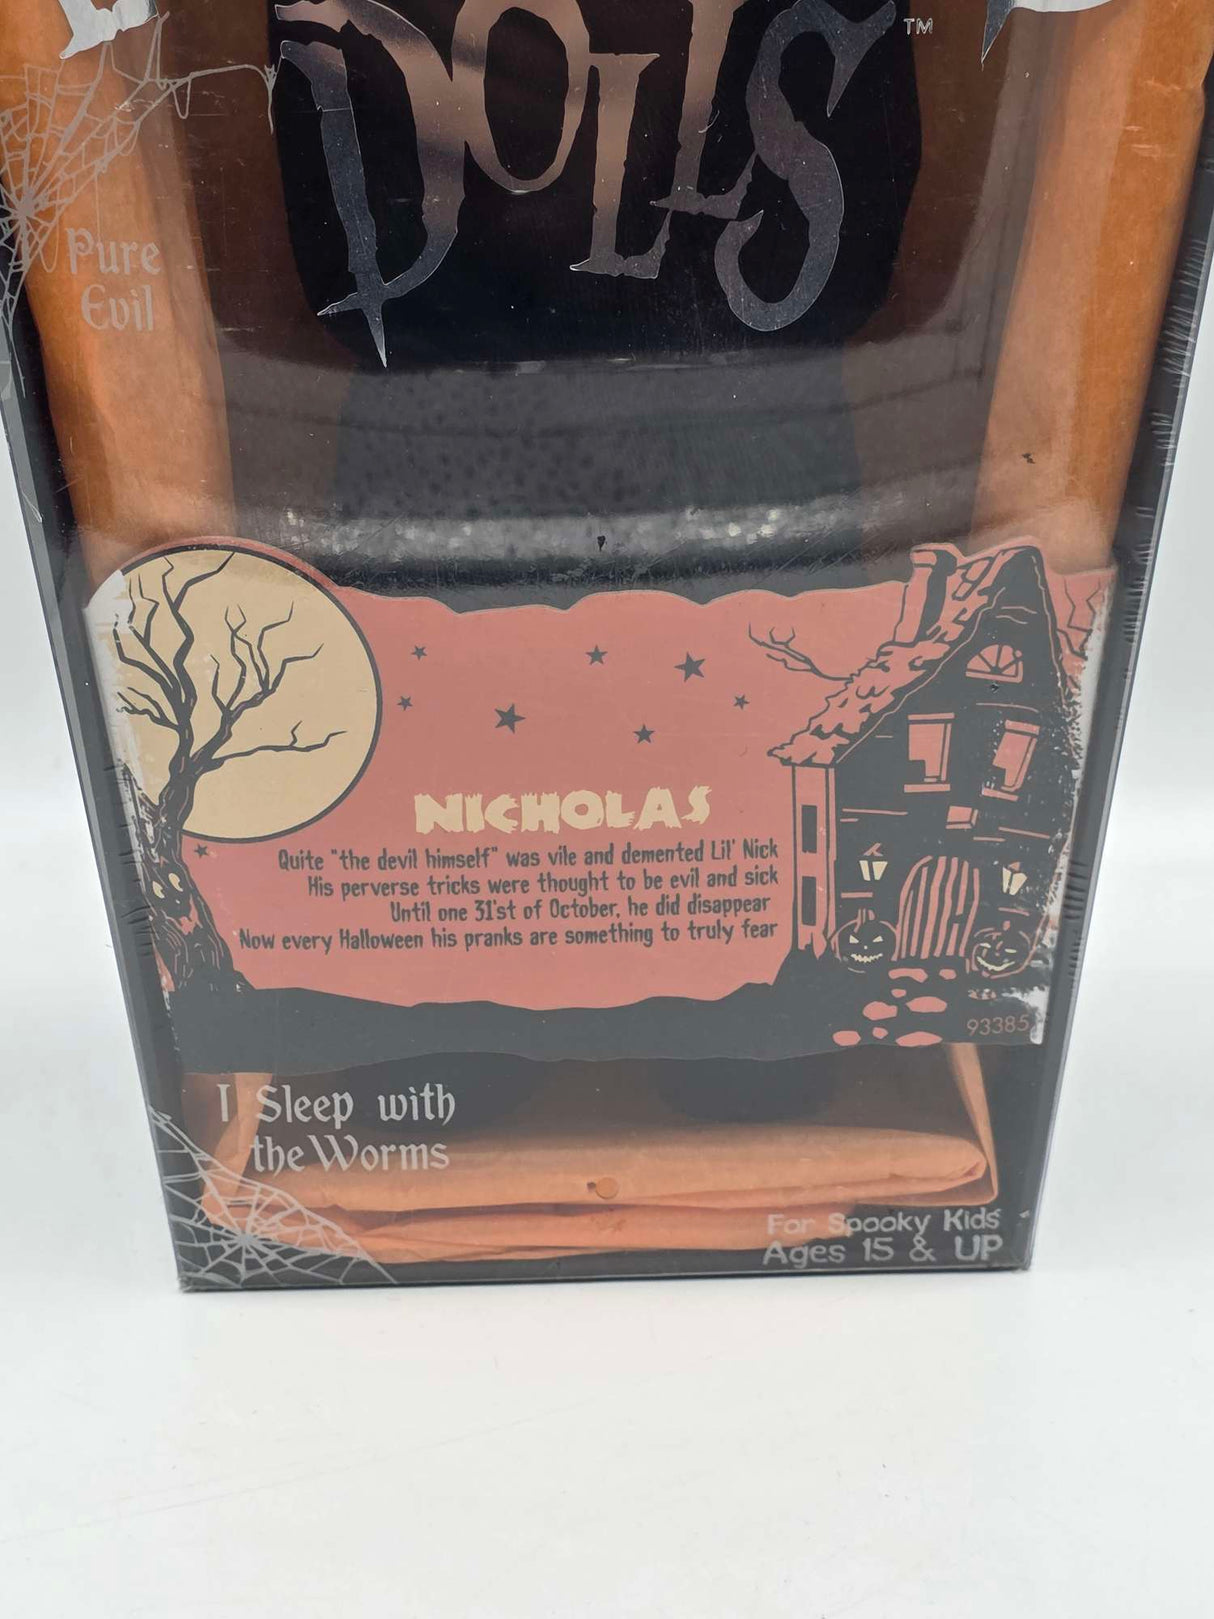 DOLLS TM
Pure
Evil
NICHOLAS
Quite "the devil himself" was vile and demented Lil' Nick
His perverse tricks were thought to be evil and sick
Until one 31'st of October, he did disappear
Now every Halloween his pranks are something to truly fear
93385
I Sleep with
the Worms
For Spooky Kids
Ages 15 & UP